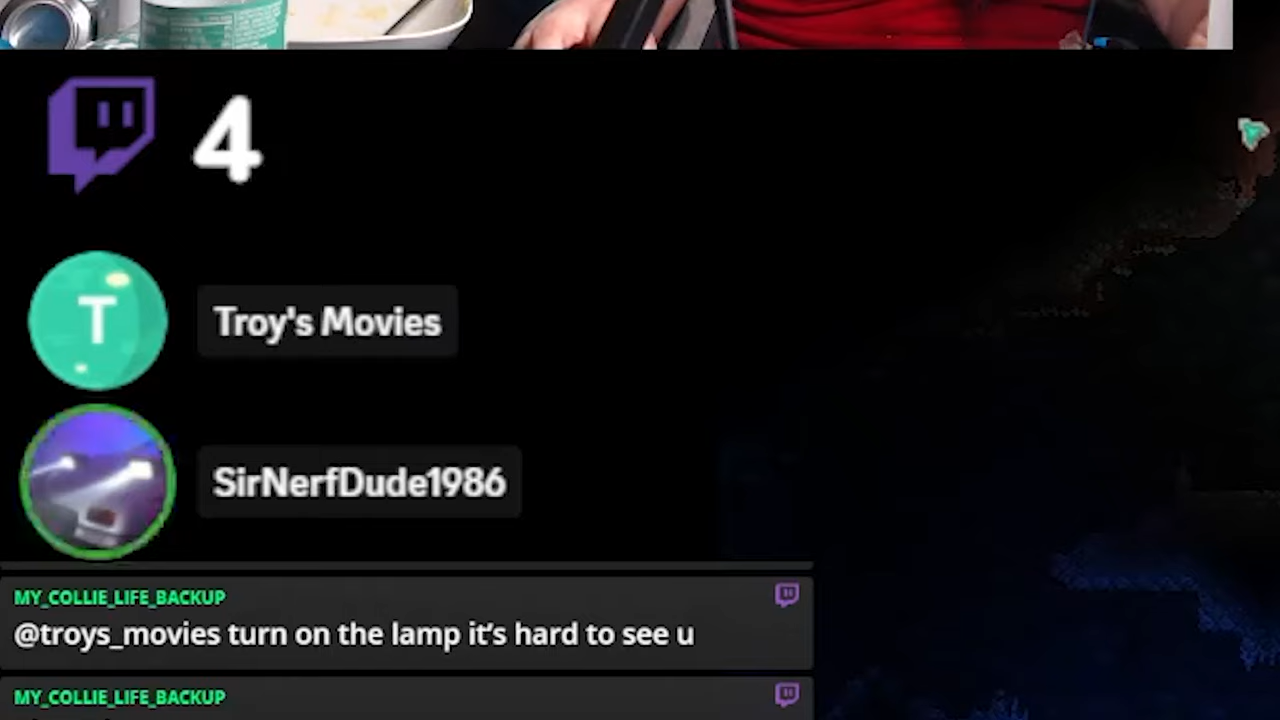 4
T
Troy's Movies
SirNerfDude1986
MY_COLLIE_LIFE_BACKUP
@troys_movies turn on the lamp it's hard to see u
MY_COLLIE_LIFE_BACKUP